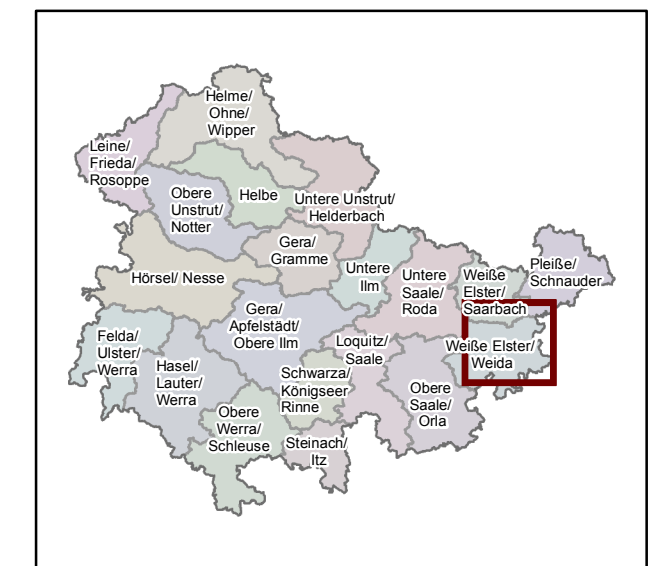 Helme/
Ohne/
Wipper
Leine/
Frieda/
Rosoppe
Obere
Unstrut/
Notter
Helbe
Untere Unstrut/
Helderbach
Gera/
Gramme
Hörsel/ Nesse
Untere
Ilm
Untere
Saale/
Roda
Weiße
Elster/
Saarbach
Pleiße/
Schnauder
Gera/
Apfelstädt/
Obere Ilm
Felda/
Ulster/
Werra
Hasel/
Lauter/
Werra
Loquitz/
Saale
Weiße Elster/
Weida
Schwarza/
Königseer
Rinne
Obere
Saale/
Orla
Obere
Werra/
Schleuse
Steinach/
Itz